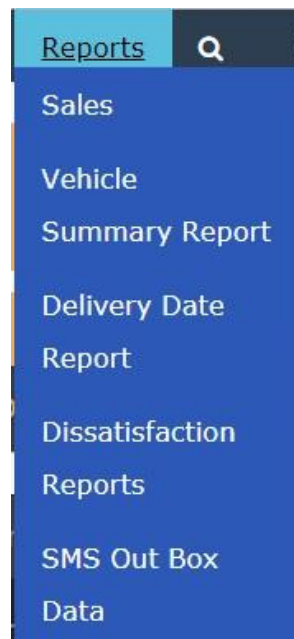 Reports
Sales
Vehicle
Summary Report
Delivery Date
Report
Dissatisfaction
Reports
SMS Out Box
Data